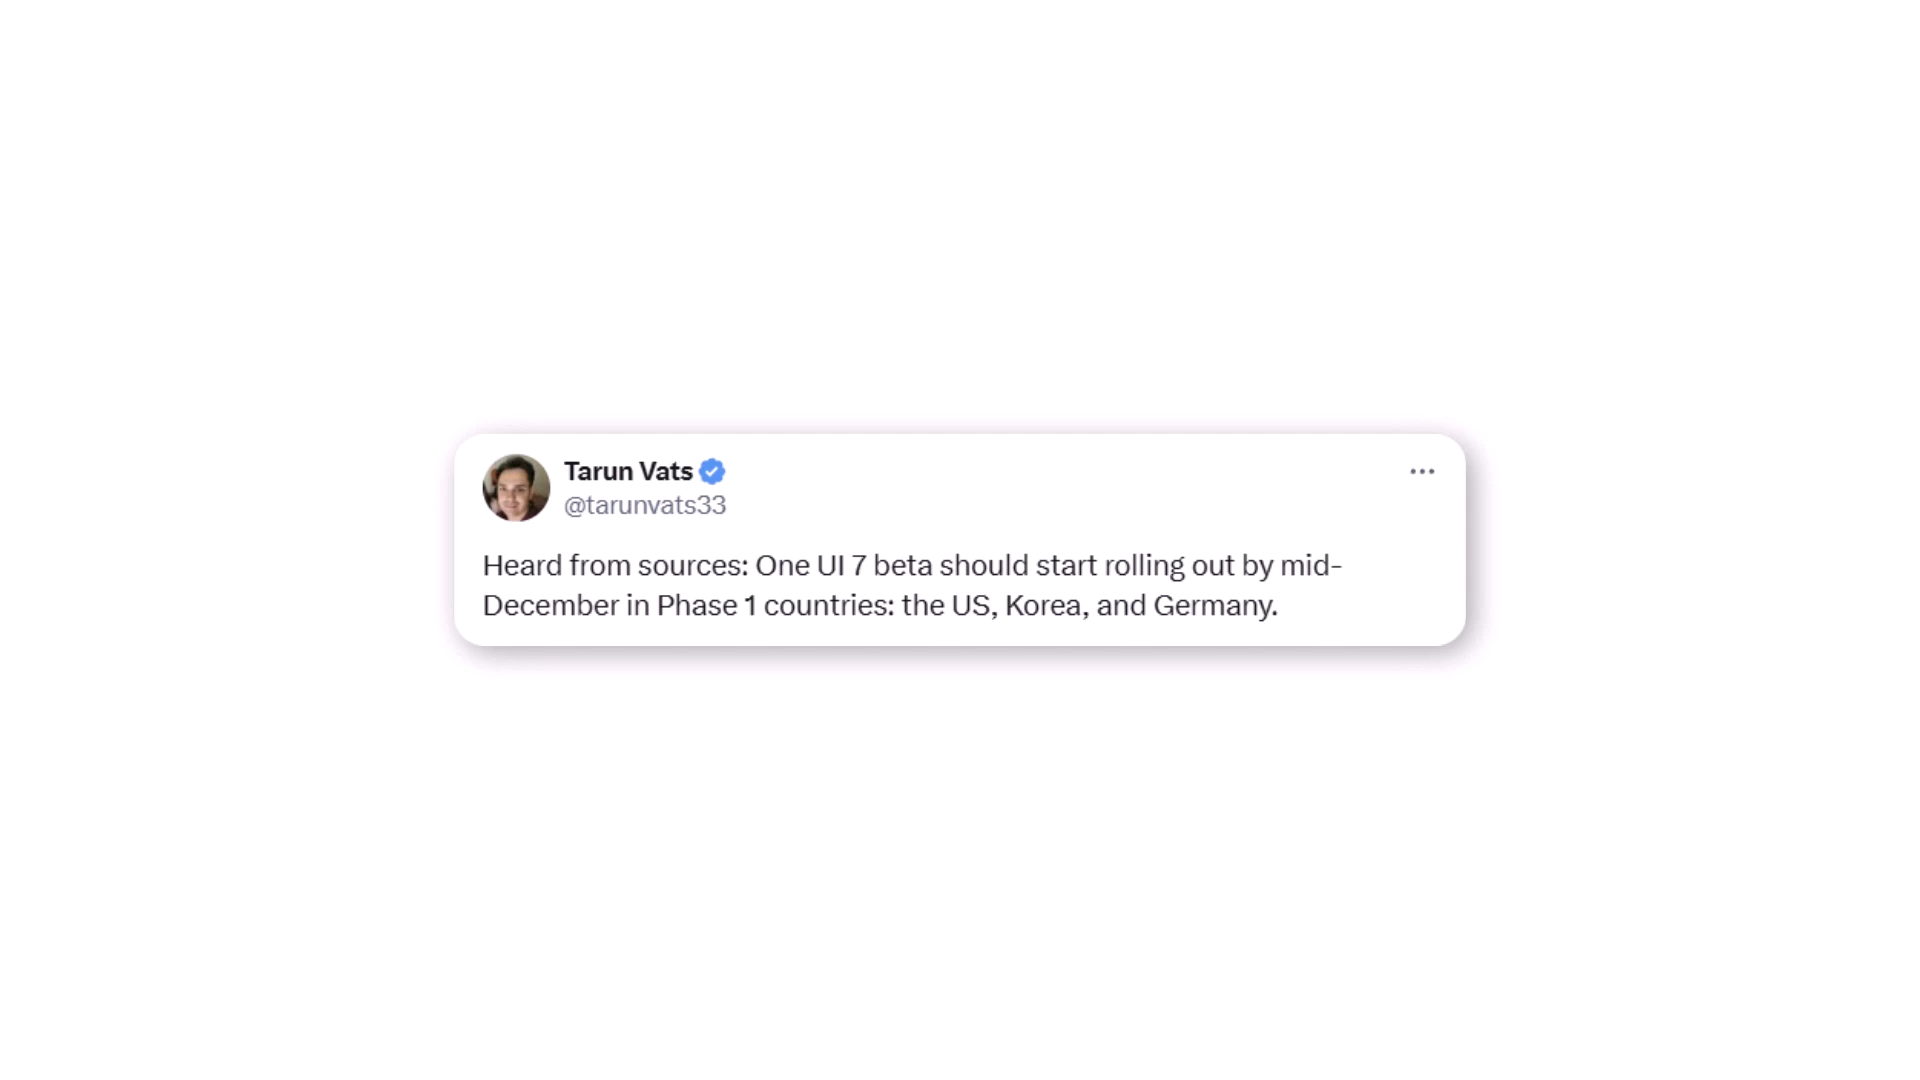 Tarun Vats
@tarunvats33
Heard from sources: One UI 7 beta should start rolling out by mid-
December in Phase 1 countries: the US, Korea, and Germany.